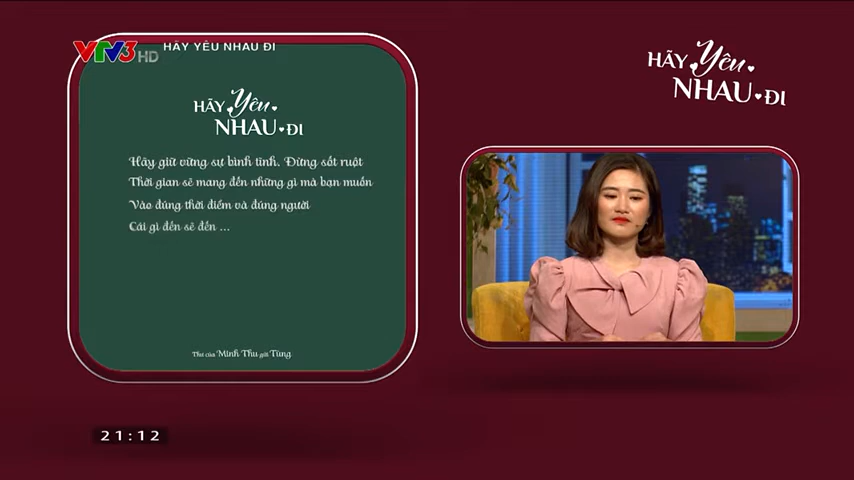 VTV3 HD
HÃY YÊU NHAU ĐI
HÃY Yêu
NHAU ĐI
Hãy giữ vững sự bình tĩnh. Đừng sốt ruột
Thời gian sẽ mang đến những gì mà bạn muốn
Vào đúng thời điểm và đúng người
Cái gì đến sẽ đến ...
Thư của Minh Thu gửi Tùng
21:12
HÃY Yêu
NHAU ĐI